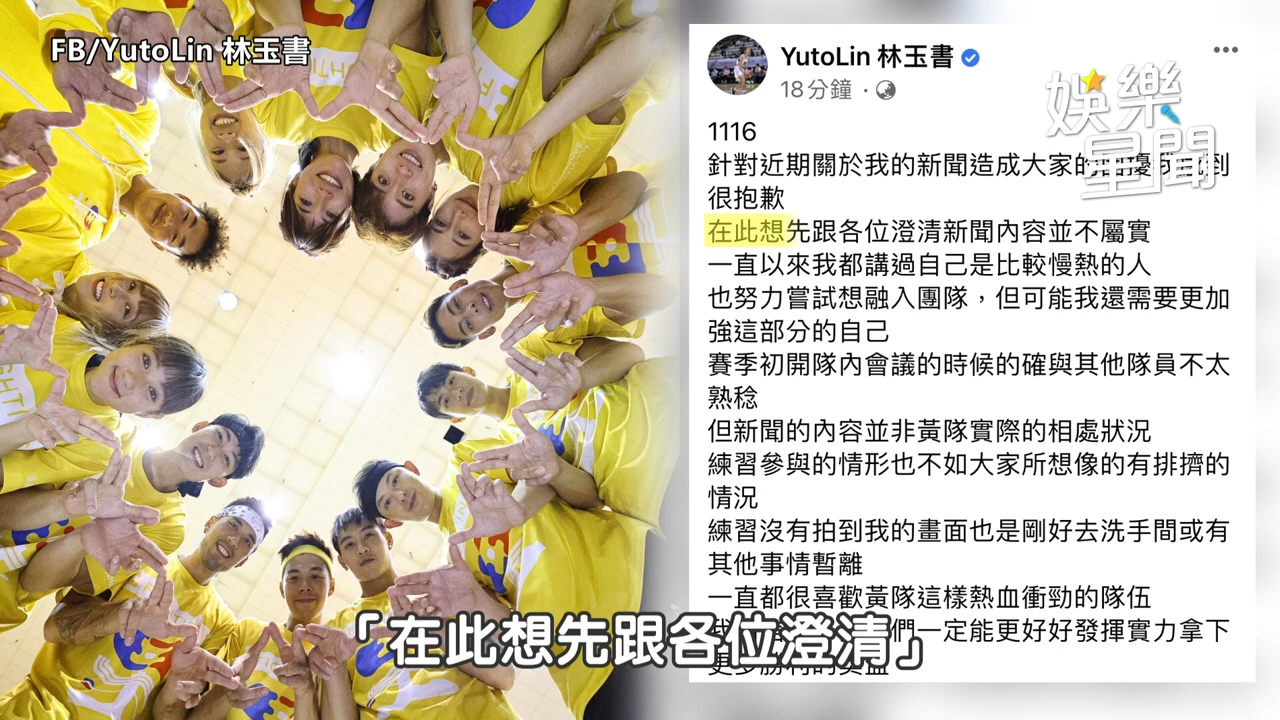 FB/YutoLin 林玉書
YutoLin 林玉書
18分鐘
娛樂
星聞
1116
針對近期關於我的新聞造成大家的
到
很抱歉
在此想先跟各位澄清新聞內容並不屬實
一直以來我都講過自己是比較慢熱的人
也努力嘗試想融入團隊，但可能我還需要更加
強這部分的自己
賽季初開隊內會議的時候的確與其他隊員不太
熟稔
但新聞的內容並非黃隊實際的相處狀況
練習參與的情形也不如大家所想像的有排擠的
情況
練習沒有拍到我的畫面也是剛好去洗手間或有
其他事情暫離
一直都很喜歡黃隊這樣熱血衝勁的隊伍
們一定能更好好發揮實力拿下
「在此想先跟各位澄清」